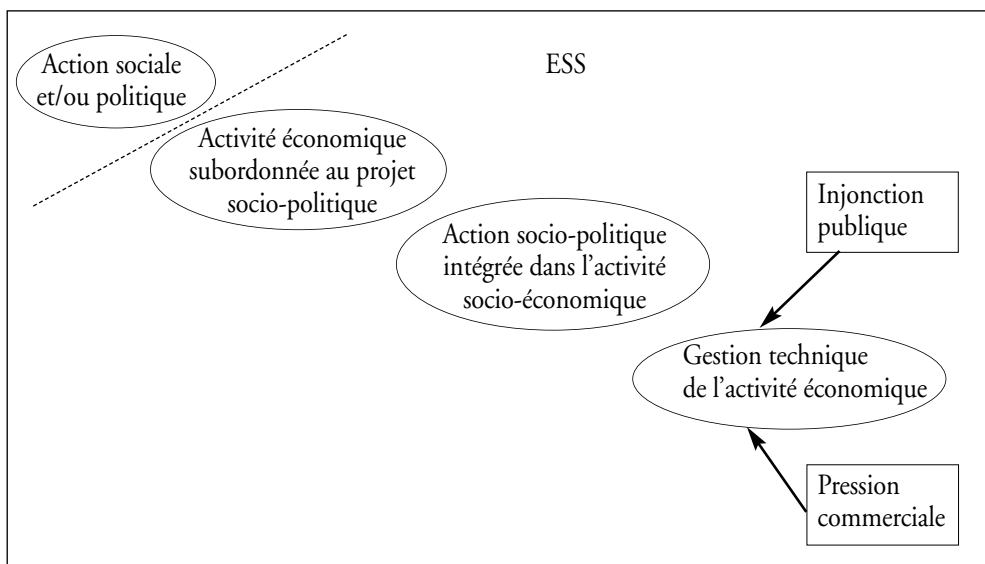 Action sociale
et/ou politique
ESS
Activité économique
subordonnée au projet
socio-politique
Action socio-politique
intégrée dans l’activité
socio-économique
Injonction
publique
Gestion technique
de l’activité économique
Pression
commerciale